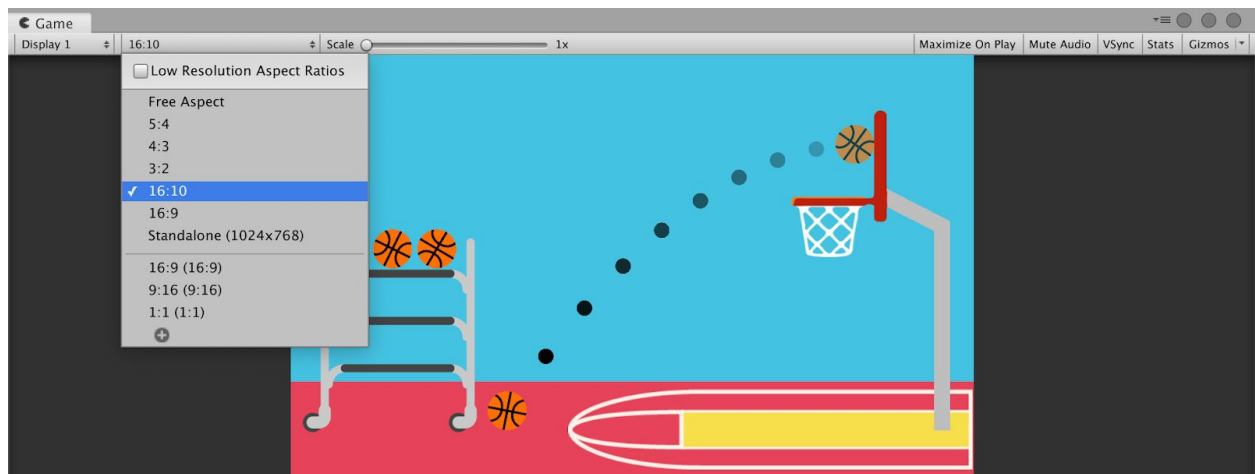 Game
Display 1 16:10 Scale 1x Maximize On Play Mute Audio VSync Stats Gizmos
Low Resolution Aspect Ratios
Free Aspect
5:4
4:3
3:2
✓ 16:10
16:9
Standalone (1024x768)
16:9 (16:9)
9:16 (9:16)
1:1 (1:1)